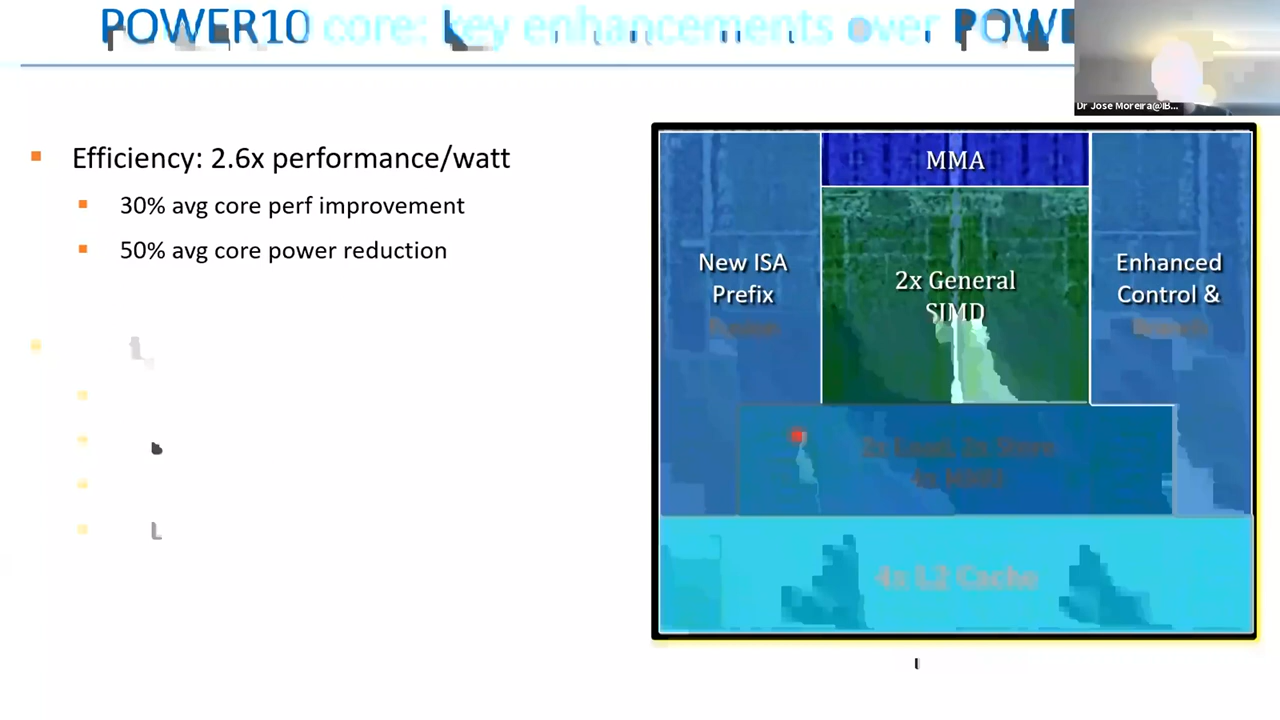 POWER10 core: key enhancements over POWE
Dr Jose Moreira@IB...
Efficiency: 2.6x performance/watt
30% avg core perf improvement
50% avg core power reduction
MMA
New ISA
Prefix
2x General
SIMD
Enhanced
Control &
Branch
2x Load, 2x Store
4x MMU
4x L2 Cache